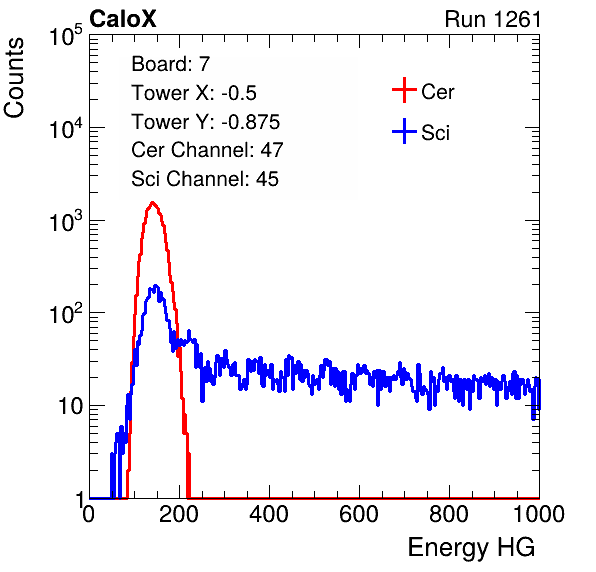 CaloX Run 1261
Counts
10^5
10^4
10^3
10^2
10
1
Board: 7
Tower X: -0.5
Tower Y: -0.875
Cer Channel: 47
Sci Channel: 45
Cer
Sci
0 200 400 600 800 1000
Energy HG